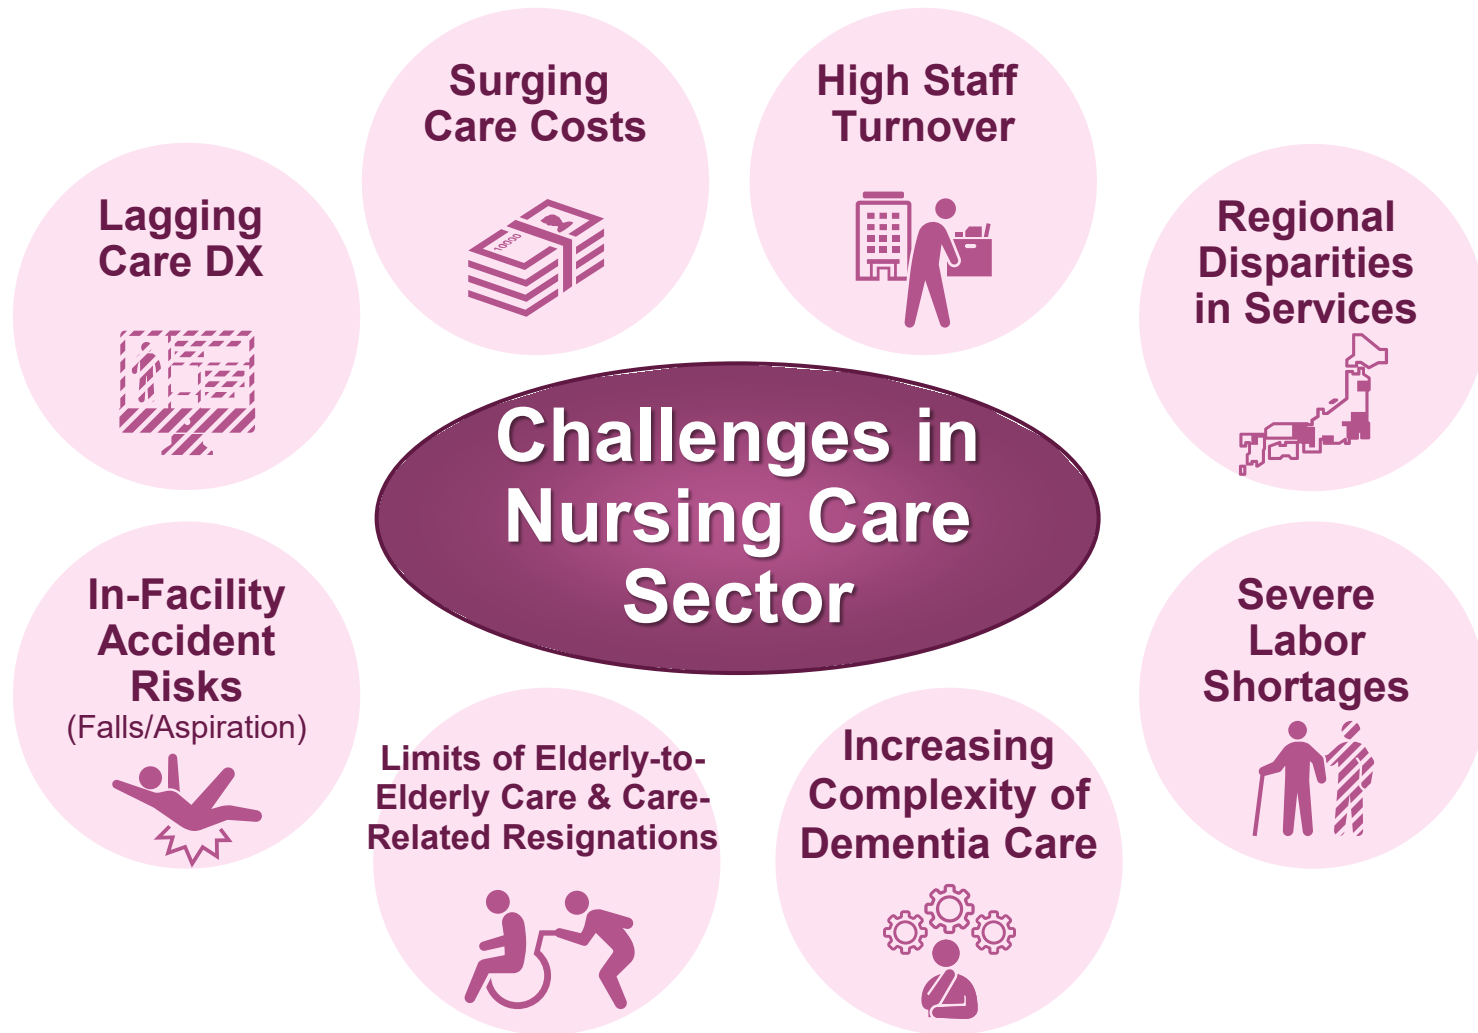 Surging
Care Costs
High Staff
Turnover
Lagging
Care DX
Regional
Disparities
in Services
10000
Challenges in
Nursing Care
Sector
In-Facility
Accident
Risks
(Falls/Aspiration)
Severe
Labor
Shortages
Limits of Elderly-to-
Elderly Care & Care-
Related Resignations
Increasing
Complexity of
Dementia Care